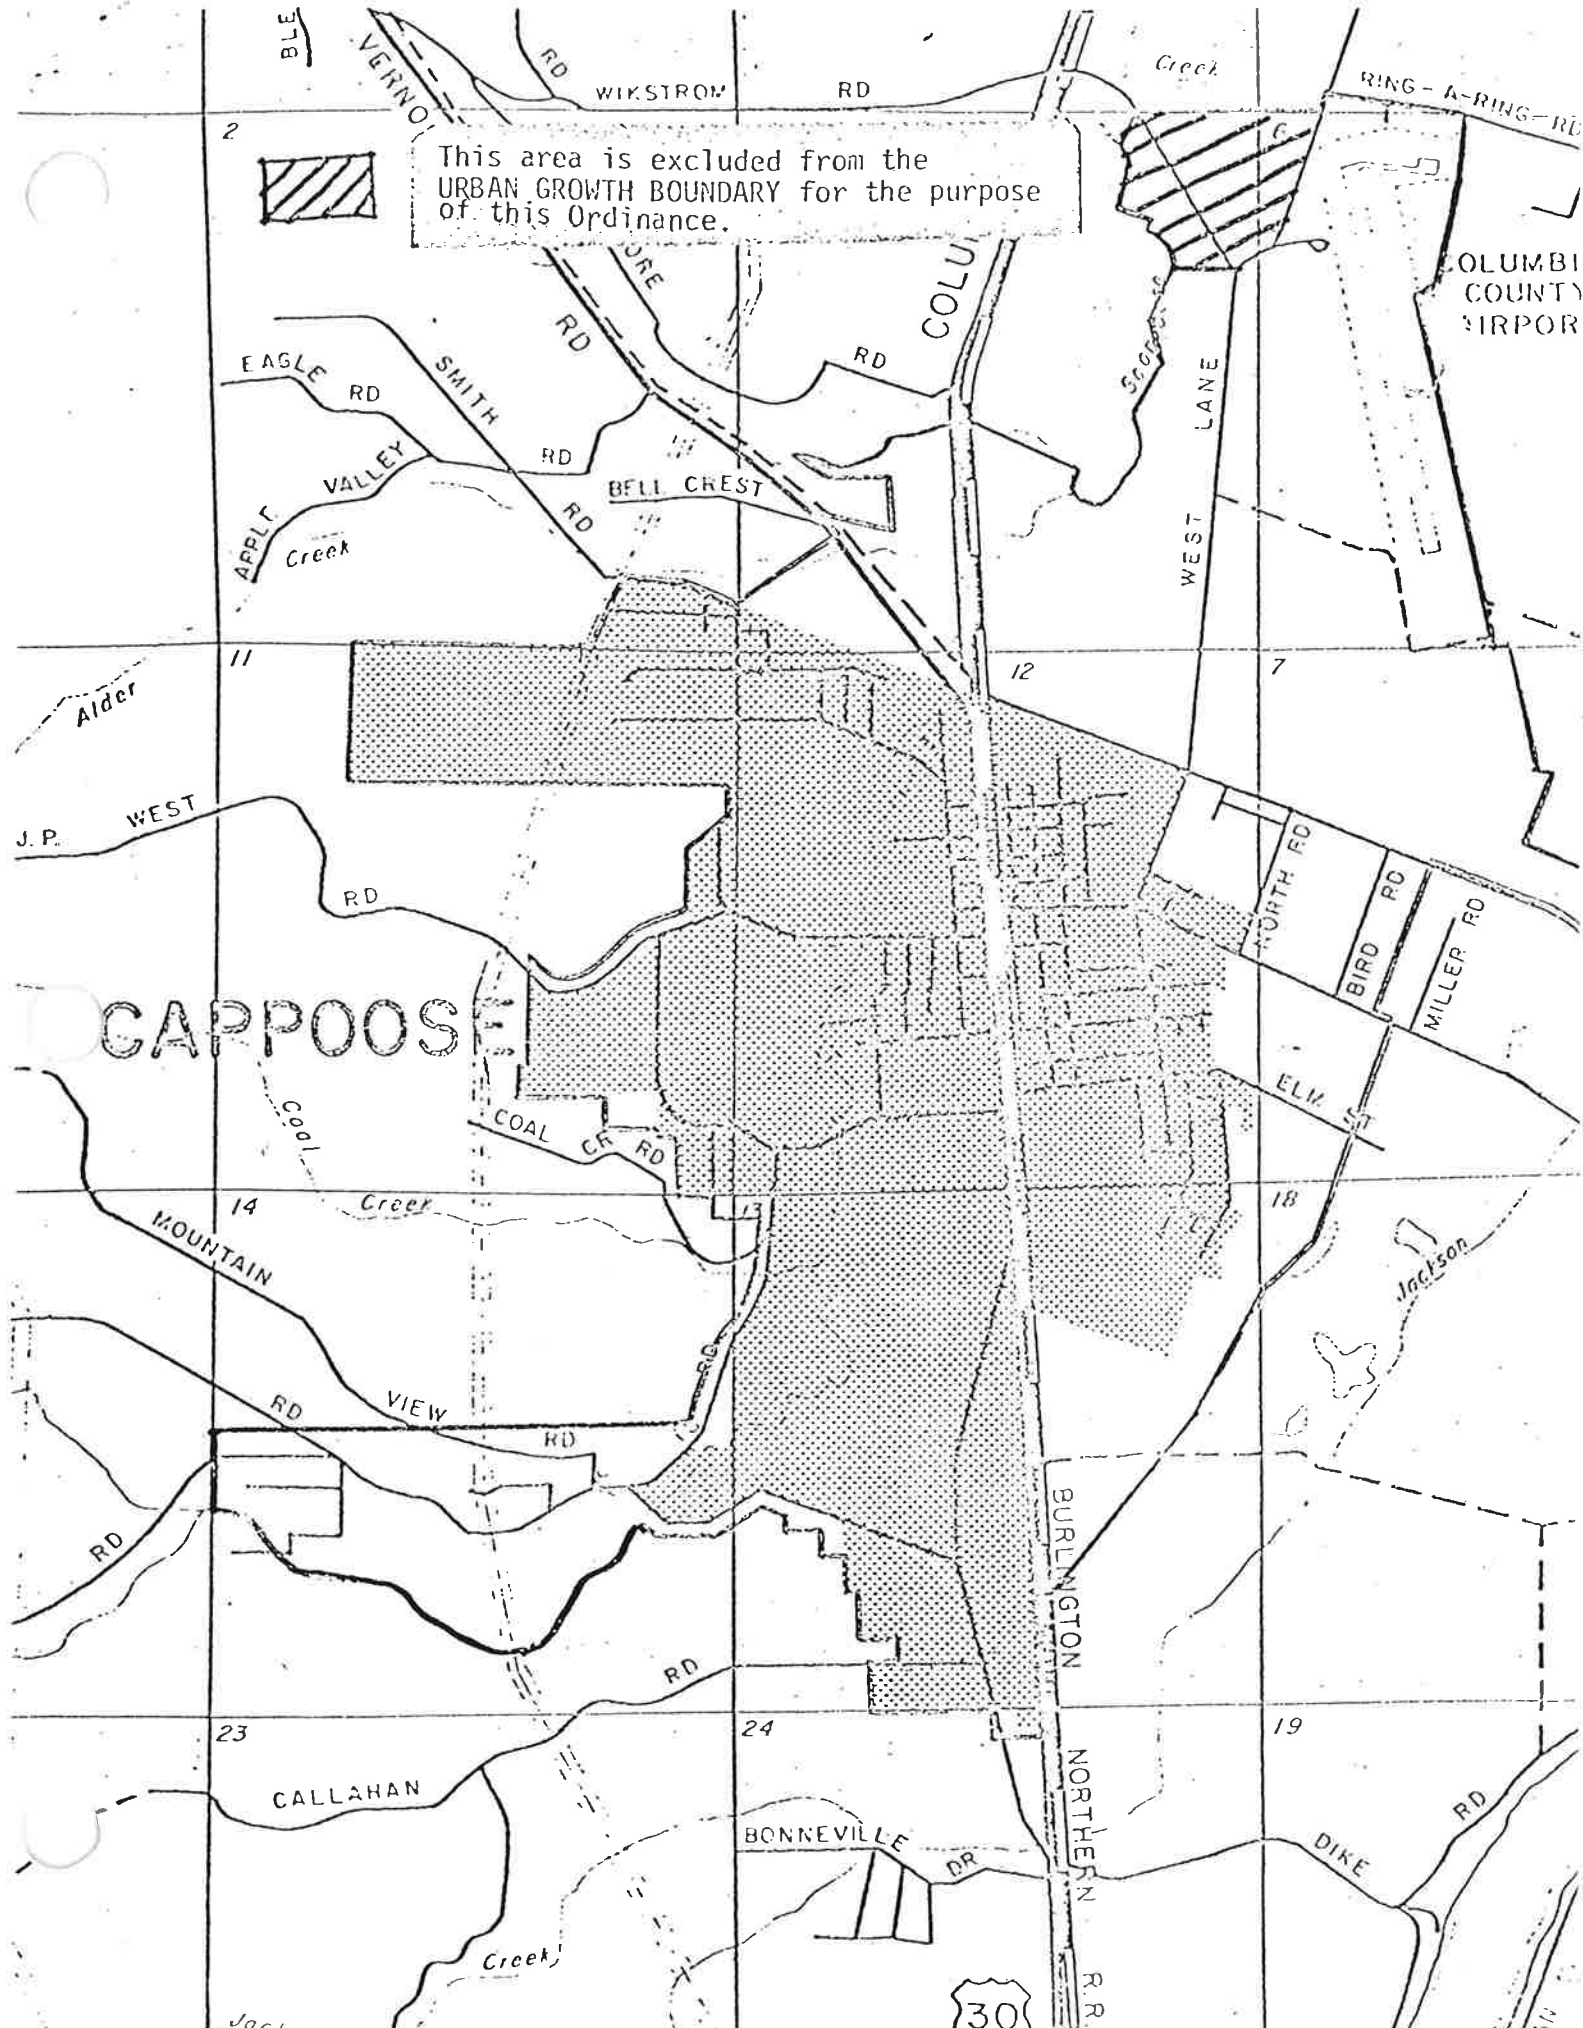 BLE
VERNO
RD
WIKSTROM RD
Creek
RING-A-RING-RD
2
6
This area is excluded from the
URBAN GROWTH BOUNDARY for the purpose
of this Ordinance.
ORE
RD
COLU
OLUMBI
COUNTY
AIRPOR
EAGLE RD
SMITH
RD
RD
WEST LANE
APPLE VALLEY
RD
BELL CREST
RD
Creek
11
12
7
Alder
J.P. WEST
RD
NORTH RD
BIRD RD
MILLER RD
CAPPOOSE
Coal
COAL CR RD
ELM ST
14
Creek
13
18
MOUNTAIN
Jackson
RD
RD
VIEW
RD
BURLINGTON
RD
RD
23
24
19
CALLAHAN
NORTHERN
BONNEVILLE
DR
DIKE
RD
Creek
30
R.R.